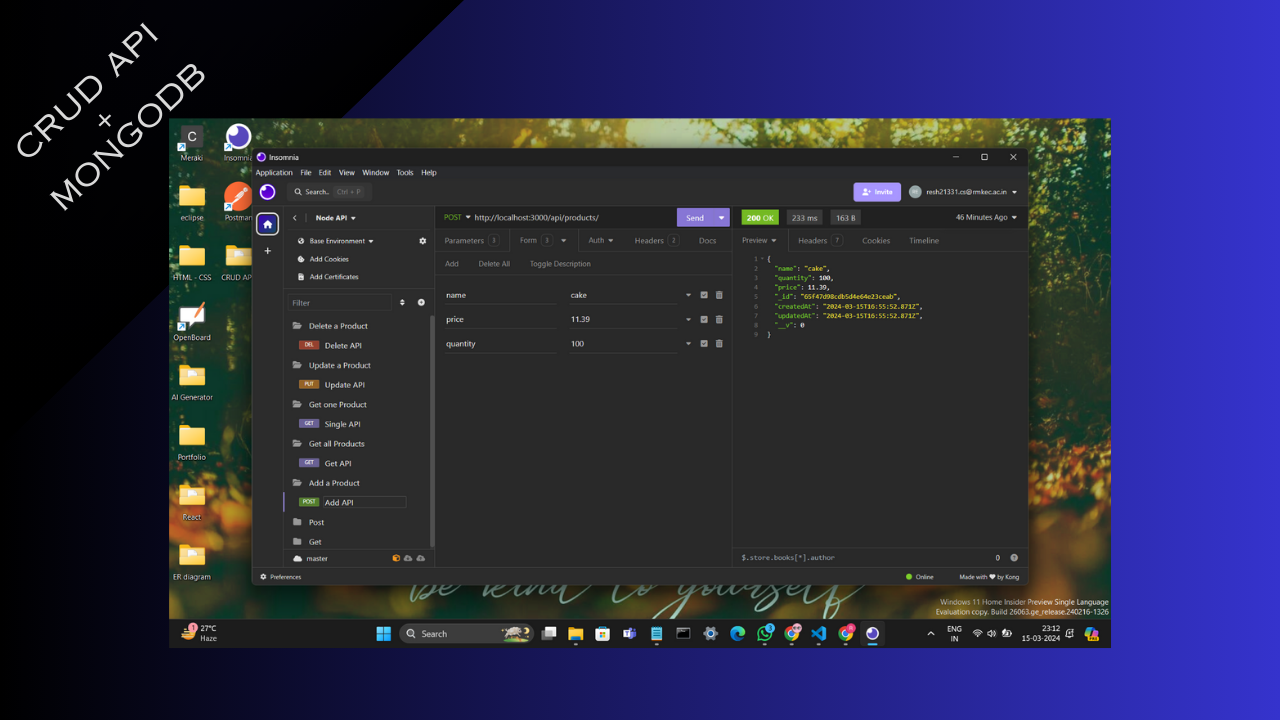 CRUD API
+
MONGODB
Meraki
Insomnia
eclipse
Postman
HTML - CSS
CRUD AP
OpenBoard
AI Generator
Portfolio
React
ER diagram
Insomnia
Application File Edit View Window Tools Help
Search.. Ctrl + P
Invite
resh21331.cs@rmkec.ac.in
Node API
Base Environment
Add Cookies
Add Certificates
Filter
Delete a Product
DEL Delete API
Update a Product
PUT Update API
Get one Product
GET Single API
Get all Products
GET Get API
Add a Product
POST Add API
Post
Get
master
Preferences
POST http://localhost:3000/api/products/ Send
Parameters 3 Form 3 Auth Headers 2 Docs
Add Delete All Toggle Description
name cake
price 11.39
quantity 100
200 OK 233 ms 163 B 46 Minutes Ago
Preview Headers 7 Cookies Timeline
1 {
2 "name": "cake",
3 "quantity": 100,
4 "price": 11.39,
5 "_id": "65f47d98cdb5d4e64e23ceab",
6 "createdAt": "2024-03-15T16:55:52.871Z",
7 "updatedAt": "2024-03-15T16:55:52.871Z",
8 "__v": 0
9 }
$.store.books[*].author 0
Online Made with ♥ by Kong
be kind to yourself
Windows 11 Home Insider Preview Single Language
Evaluation copy. Build 26063.ge_release.240216-1326
1 27°C
Haze
Search
ENG
IN
23:12
15-03-2024